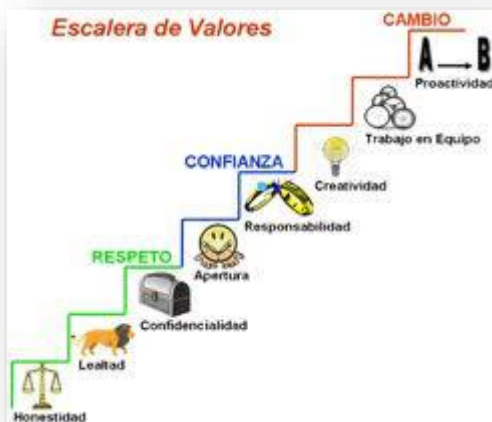 Escalera de Valores
CAMBIO
A B
Proactividad
Trabajo en Equipo
CONFIANZA
Creatividad
Responsabilidad
RESPETO
Apertura
Confidencialidad
Lealtad
Honestidad